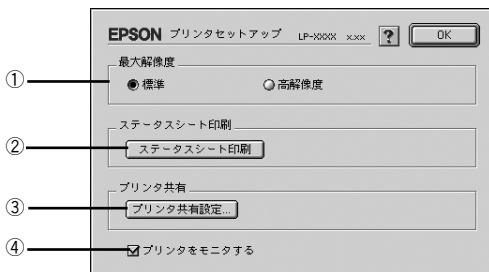 EPSON プリンタセットアップ LP-XXXX x.xx ? OK
最大解像度
① 標準 高解像度
ステータスシート印刷
② ステータスシート印刷
プリンタ共有
③ プリンタ共有設定...
④ プリンタをモニタする